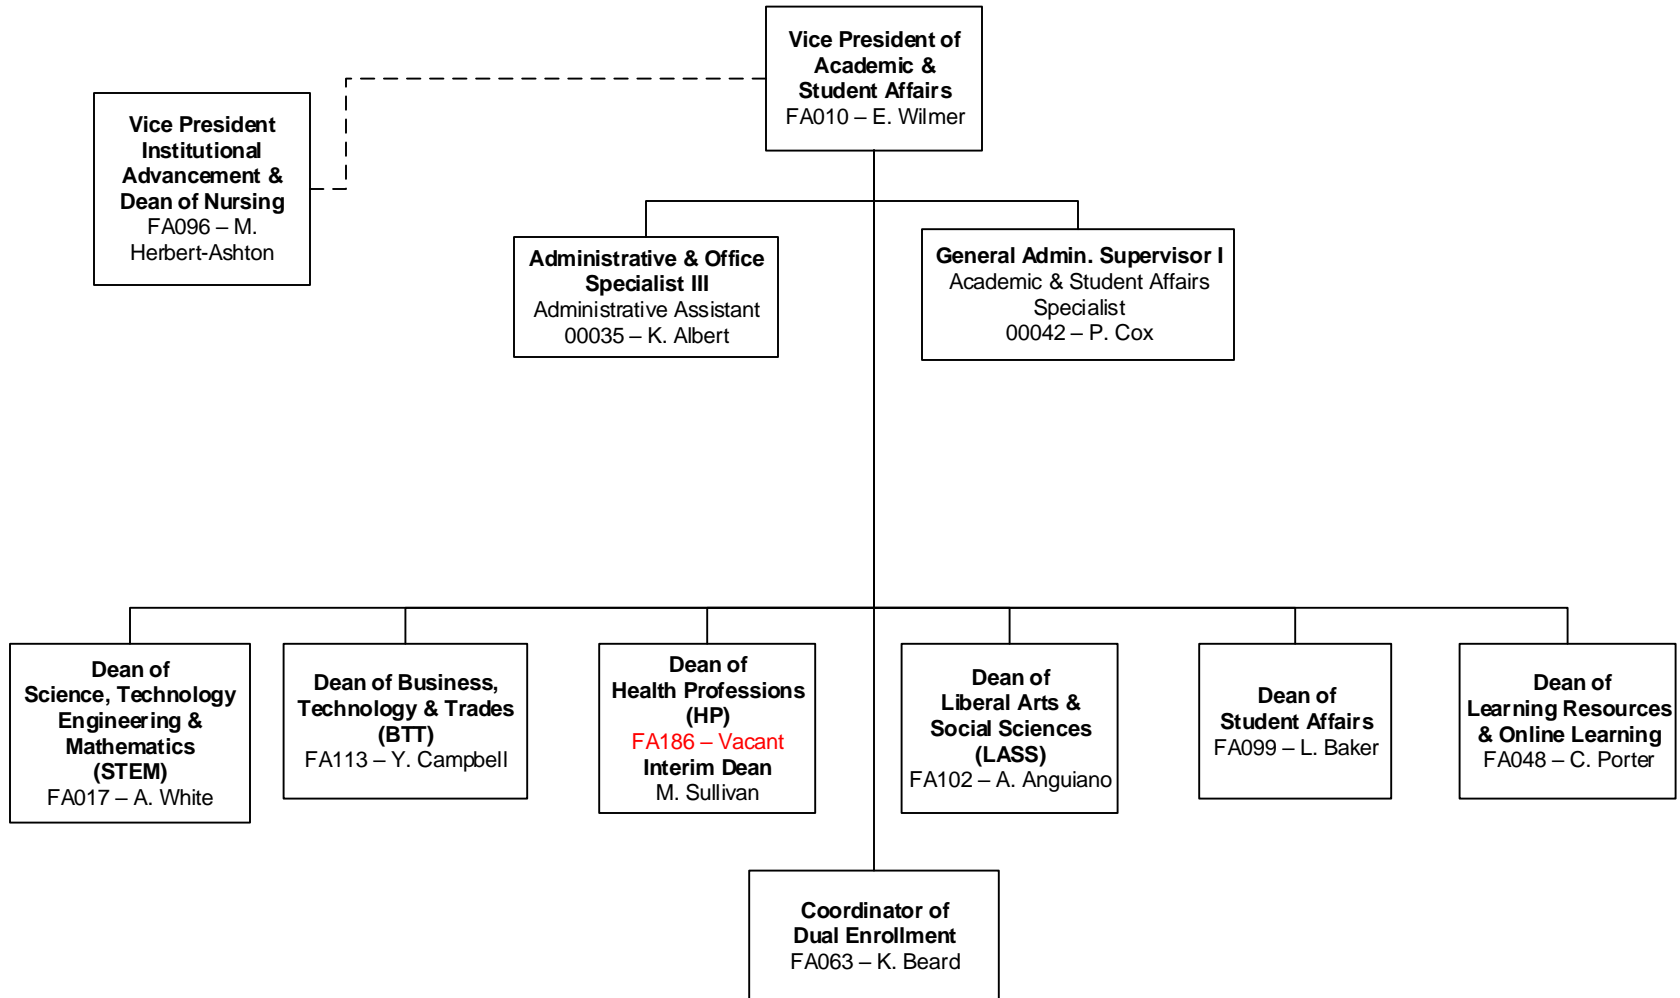 Vice President of
Academic &
Student Affairs
FA010 – E. Wilmer
Vice President
Institutional
Advancement &
Dean of Nursing
FA096 – M.
Herbert-Ashton
Administrative & Office
Specialist III
Administrative Assistant
00035 – K. Albert
General Admin. Supervisor I
Academic & Student Affairs
Specialist
00042 – P. Cox
Dean of
Science, Technology
Engineering &
Mathematics
(STEM)
FA017 – A. White
Dean of Business,
Technology & Trades
(BTT)
FA113 – Y. Campbell
Dean of
Health Professions
(HP)
FA186 – Vacant
Interim Dean
M. Sullivan
Dean of
Liberal Arts &
Social Sciences
(LASS)
FA102 – A. Anguiano
Dean of
Student Affairs
FA099 – L. Baker
Dean of
Learning Resources
& Online Learning
FA048 – C. Porter
Coordinator of
Dual Enrollment
FA063 – K. Beard